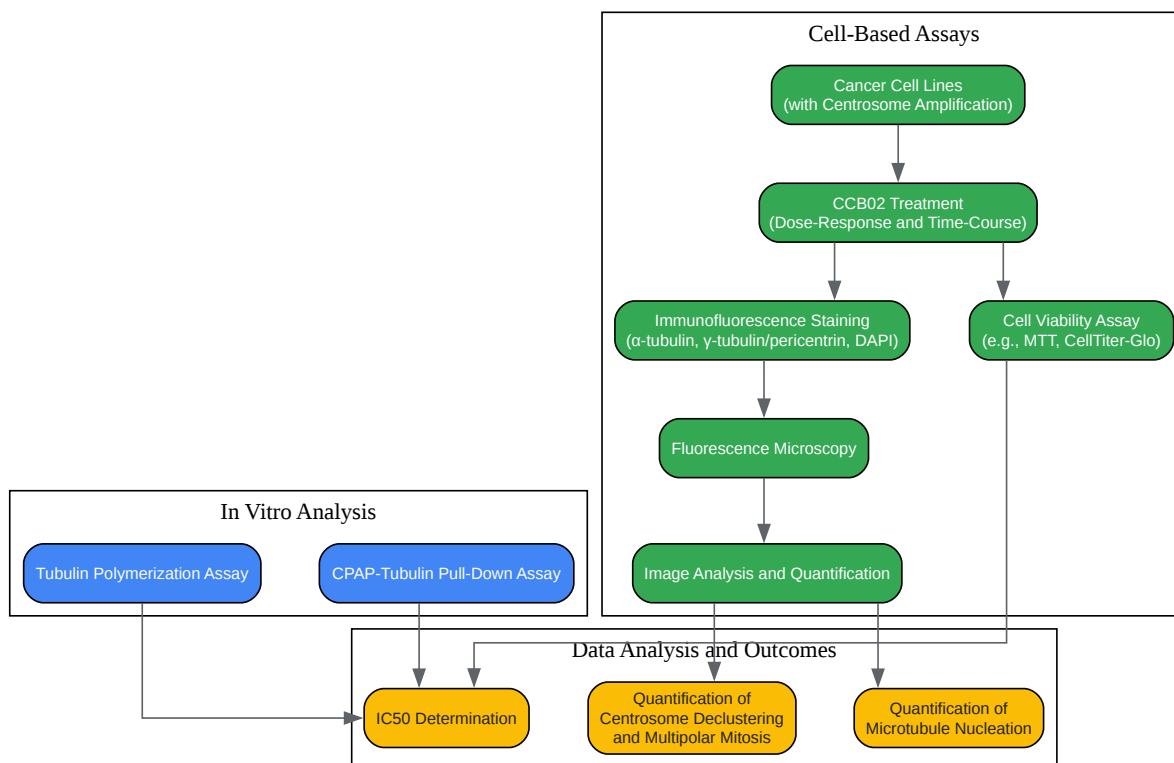 Cell-Based Assays
Cancer Cell Lines
(with Centrosome Amplification)
CCB02 Treatment
(Dose-Response and Time-Course)
Immunofluorescence Staining
(α-tubulin, γ-tubulin/pericentrin, DAPI)
Cell Viability Assay
(e.g., MTT, CellTiter-Glo)
Fluorescence Microscopy
Image Analysis and Quantification
In Vitro Analysis
Tubulin Polymerization Assay
CPAP-Tubulin Pull-Down Assay
Data Analysis and Outcomes
IC50 Determination
Quantification of
Centrosome Declustering
and Multipolar Mitosis
Quantification of
Microtubule Nucleation